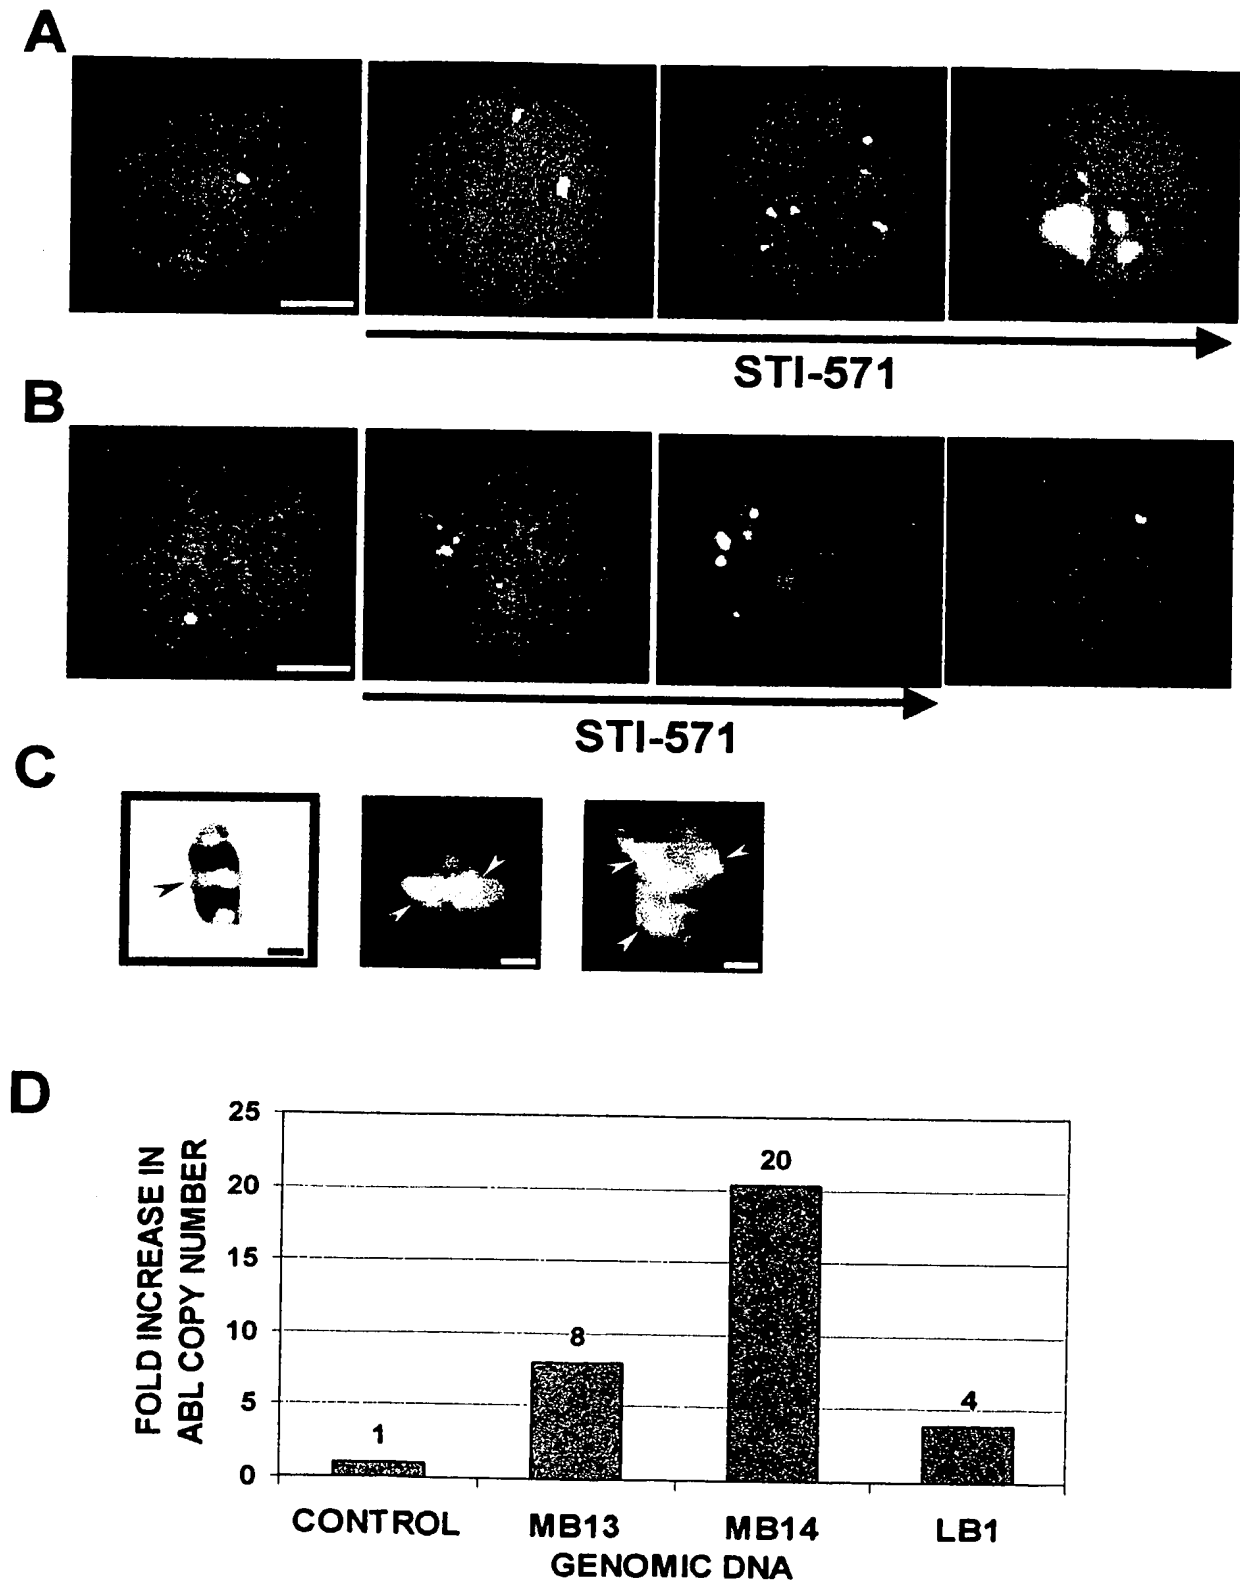 A
STI-571
B
STI-571
C
D
FOLD INCREASE IN
ABL COPY NUMBER
25
20
15
10
5
0
1
8
20
4
CONTROL MB13 MB14 LB1
GENOMIC DNA